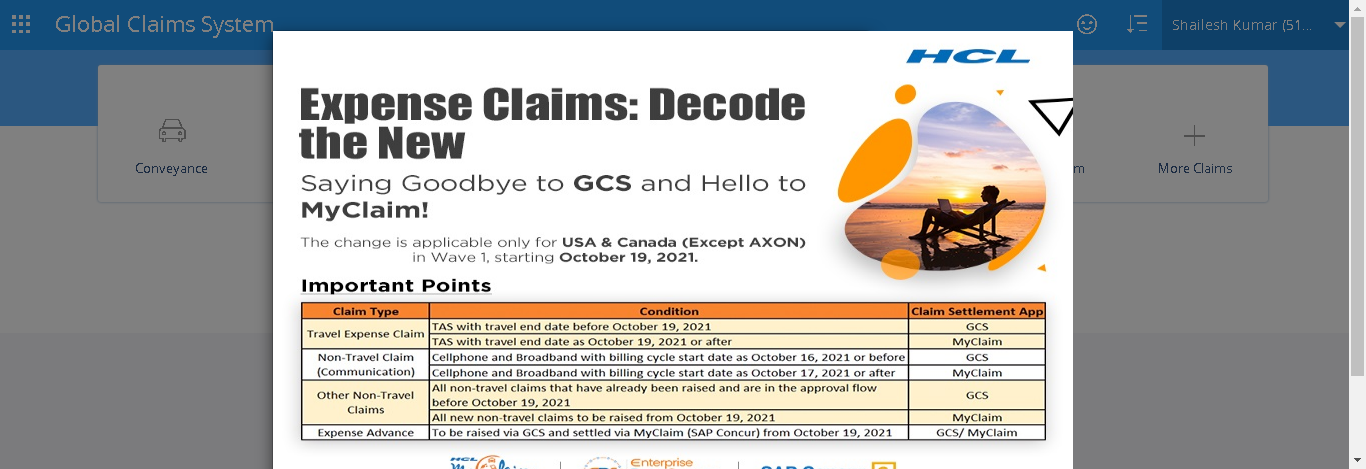 Global Claims System
Shailesh Kumar (51...
Conveyance
m
More Claims
HCL
Expense Claims: Decode
the New
Saying Goodbye to GCS and Hello to
MyClaim!
The change is applicable only for USA & Canada (Except AXON)
in Wave 1, starting October 19, 2021.
Important Points
Claim Type Condition Claim Settlement App
Travel Expense Claim TAS with travel end date before October 19, 2021 GCS
TAS with travel end date as October 19, 2021 or after MyClaim
Non-Travel Claim (Communication) Cellphone and Broadband with billing cycle start date as October 16, 2021 or before GCS
Cellphone and Broadband with billing cycle start date as October 17, 2021 or after MyClaim
Other Non-Travel Claims All non-travel claims that have already been raised and are in the approval flow
before October 19, 2021 GCS
All new non-travel claims to be raised from October 19, 2021 MyClaim
Expense Advance To be raised via GCS and settled via MyClaim (SAP Concur) from October 19, 2021 GCS/ MyClaim
HCL
Enterprise